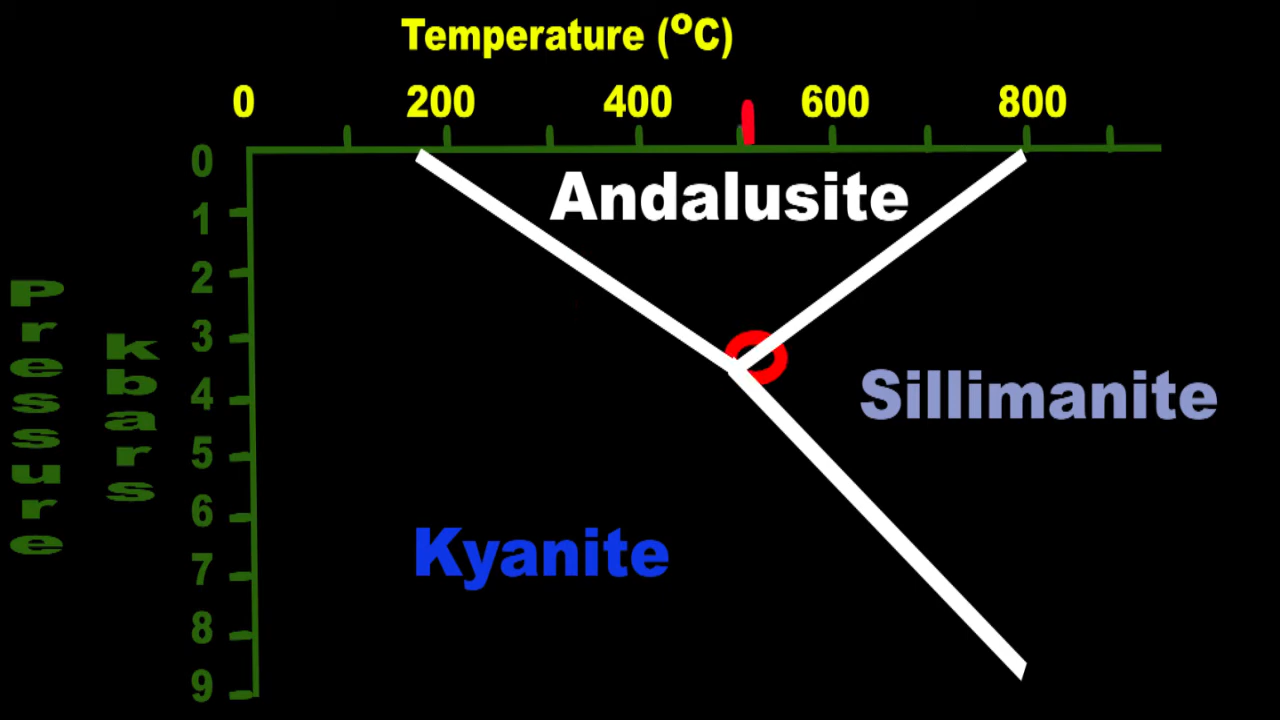 Temperature (ºC)
0 200 400 600 800
0
1
2
3
4
5
6
7
8
9
Pressure
kbars
Andalusite
Sillimanite
Kyanite